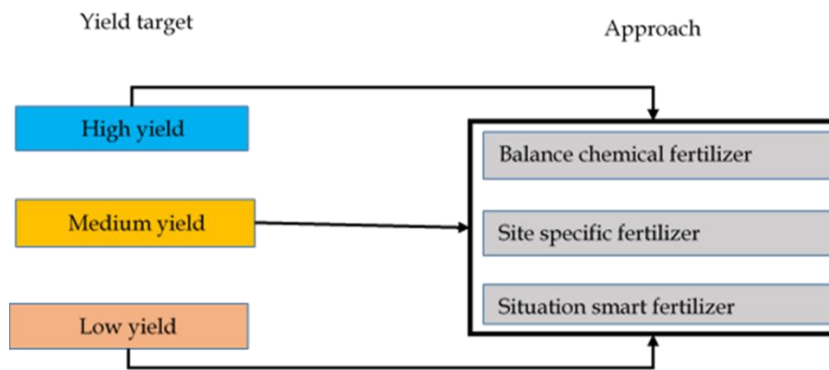 Yield target
Approach
High yield
Balance chemical fertilizer
Medium yield
Site specific fertilizer
Situation smart fertilizer
Low yield